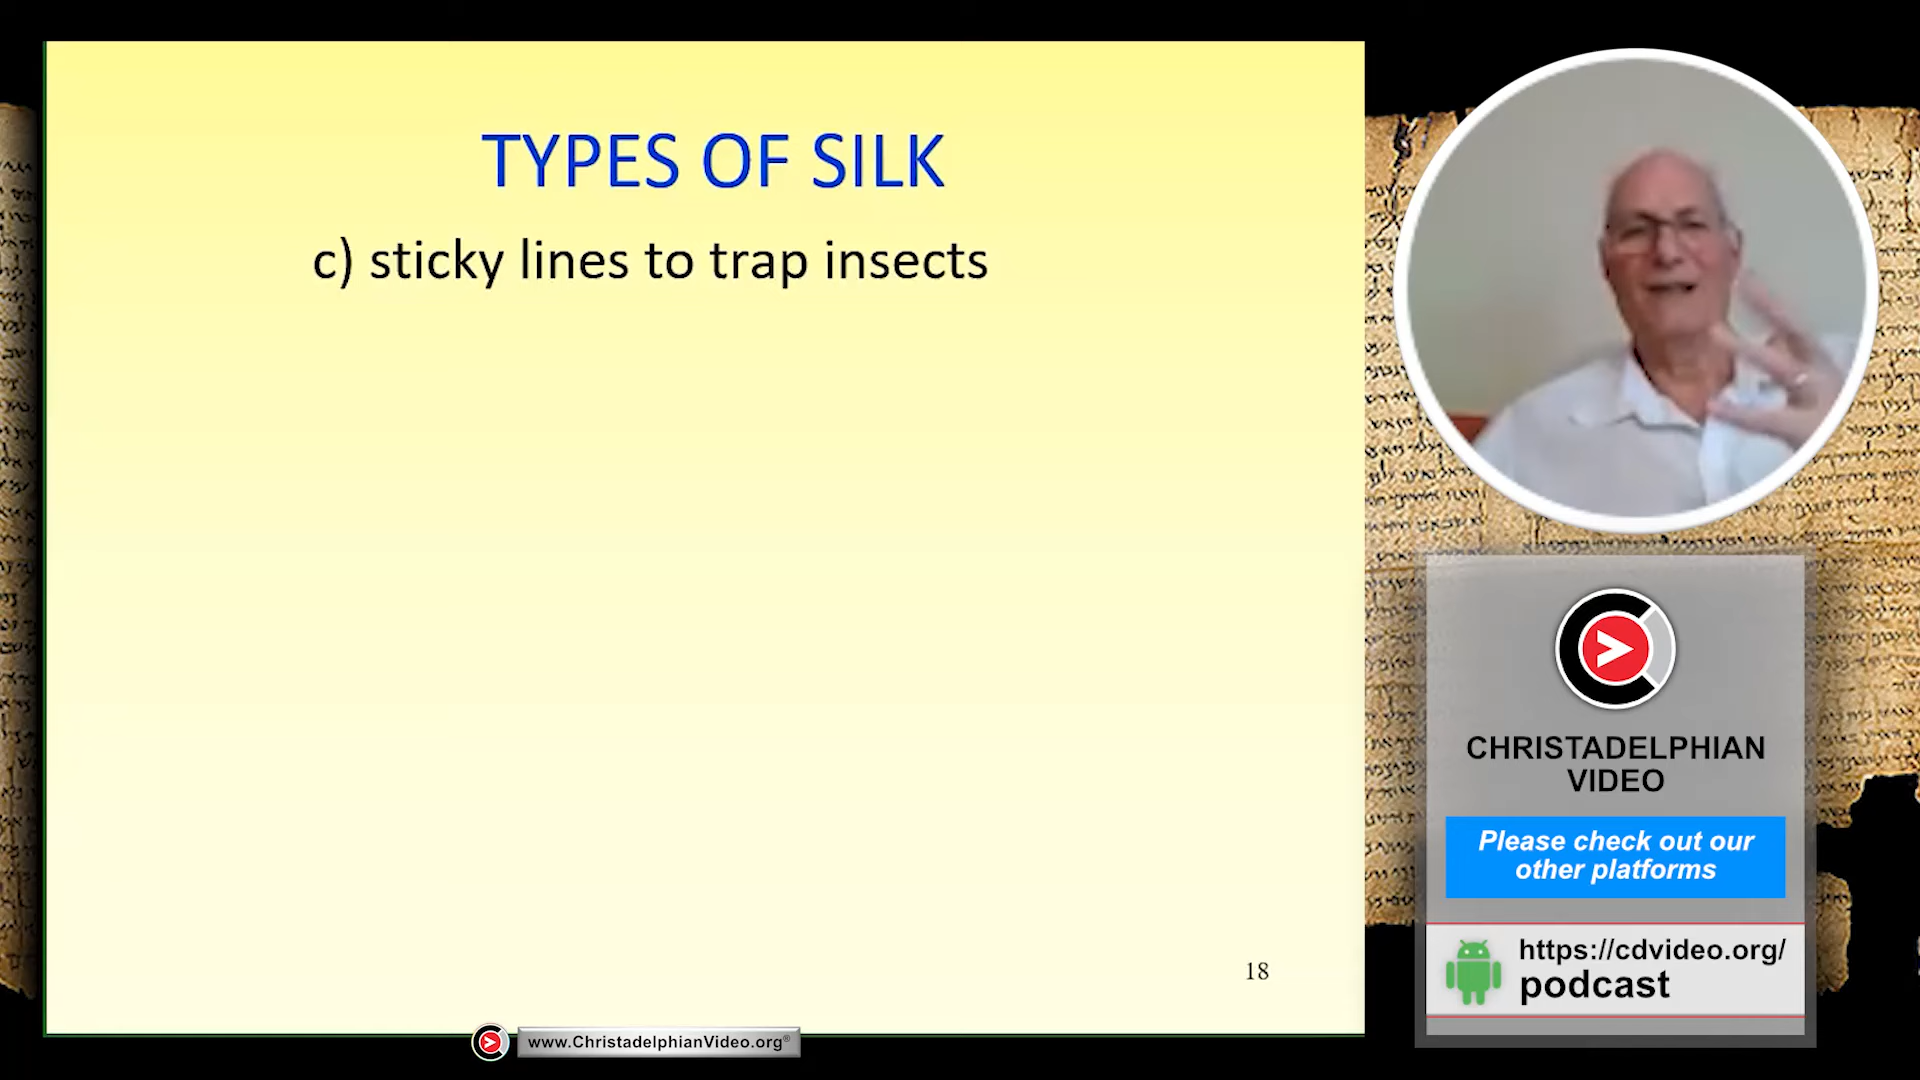 TYPES OF SILK
c) sticky lines to trap insects
18
www.ChristadelphianVideo.org®
CHRISTADELPHIAN
VIDEO
Please check out our
other platforms
https://cdvideo.org/
podcast